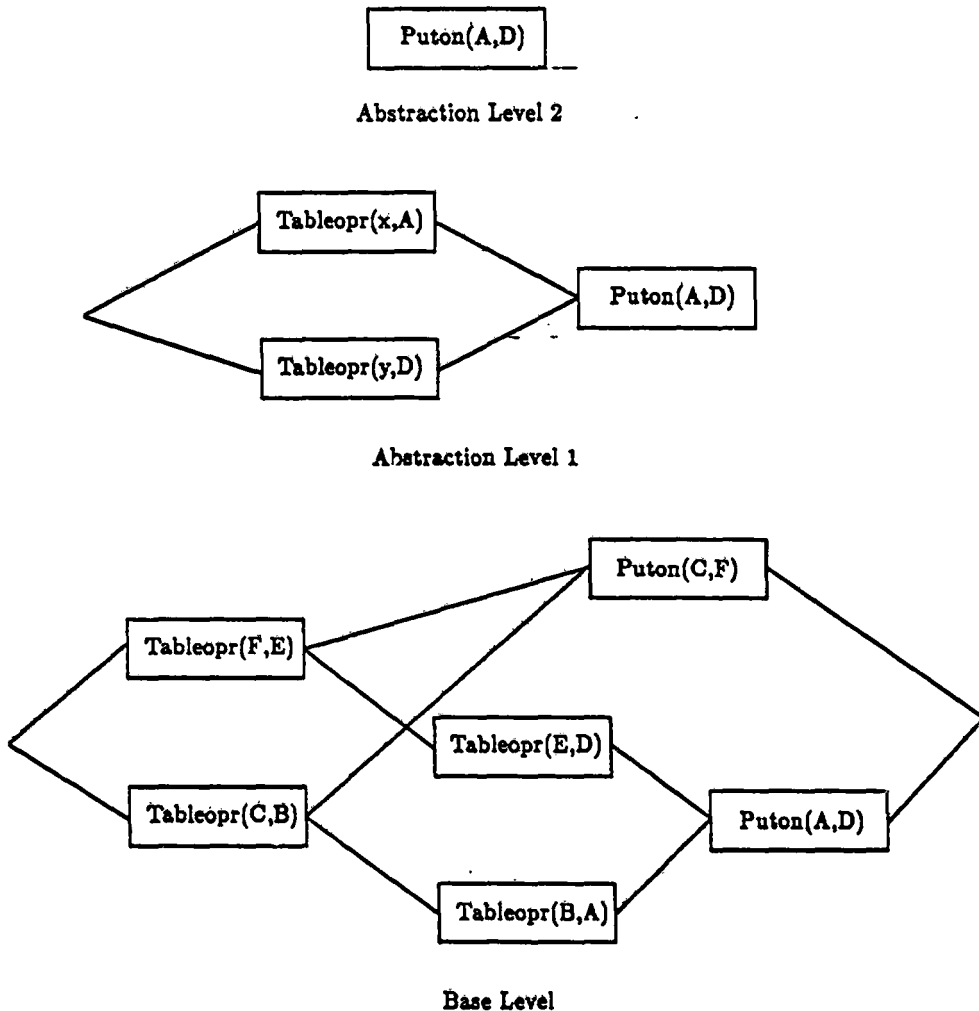 Puton(A,D)
Abstraction Level 2
Tableopr(x,A)
Puton(A,D)
Tableopr(y,D)
Abstraction Level 1
Puton(C,F)
Tableopr(F,E)
Tableopr(E,D)
Tableopr(C,B)
Puton(A,D)
Tableopr(B,A)
Base Level